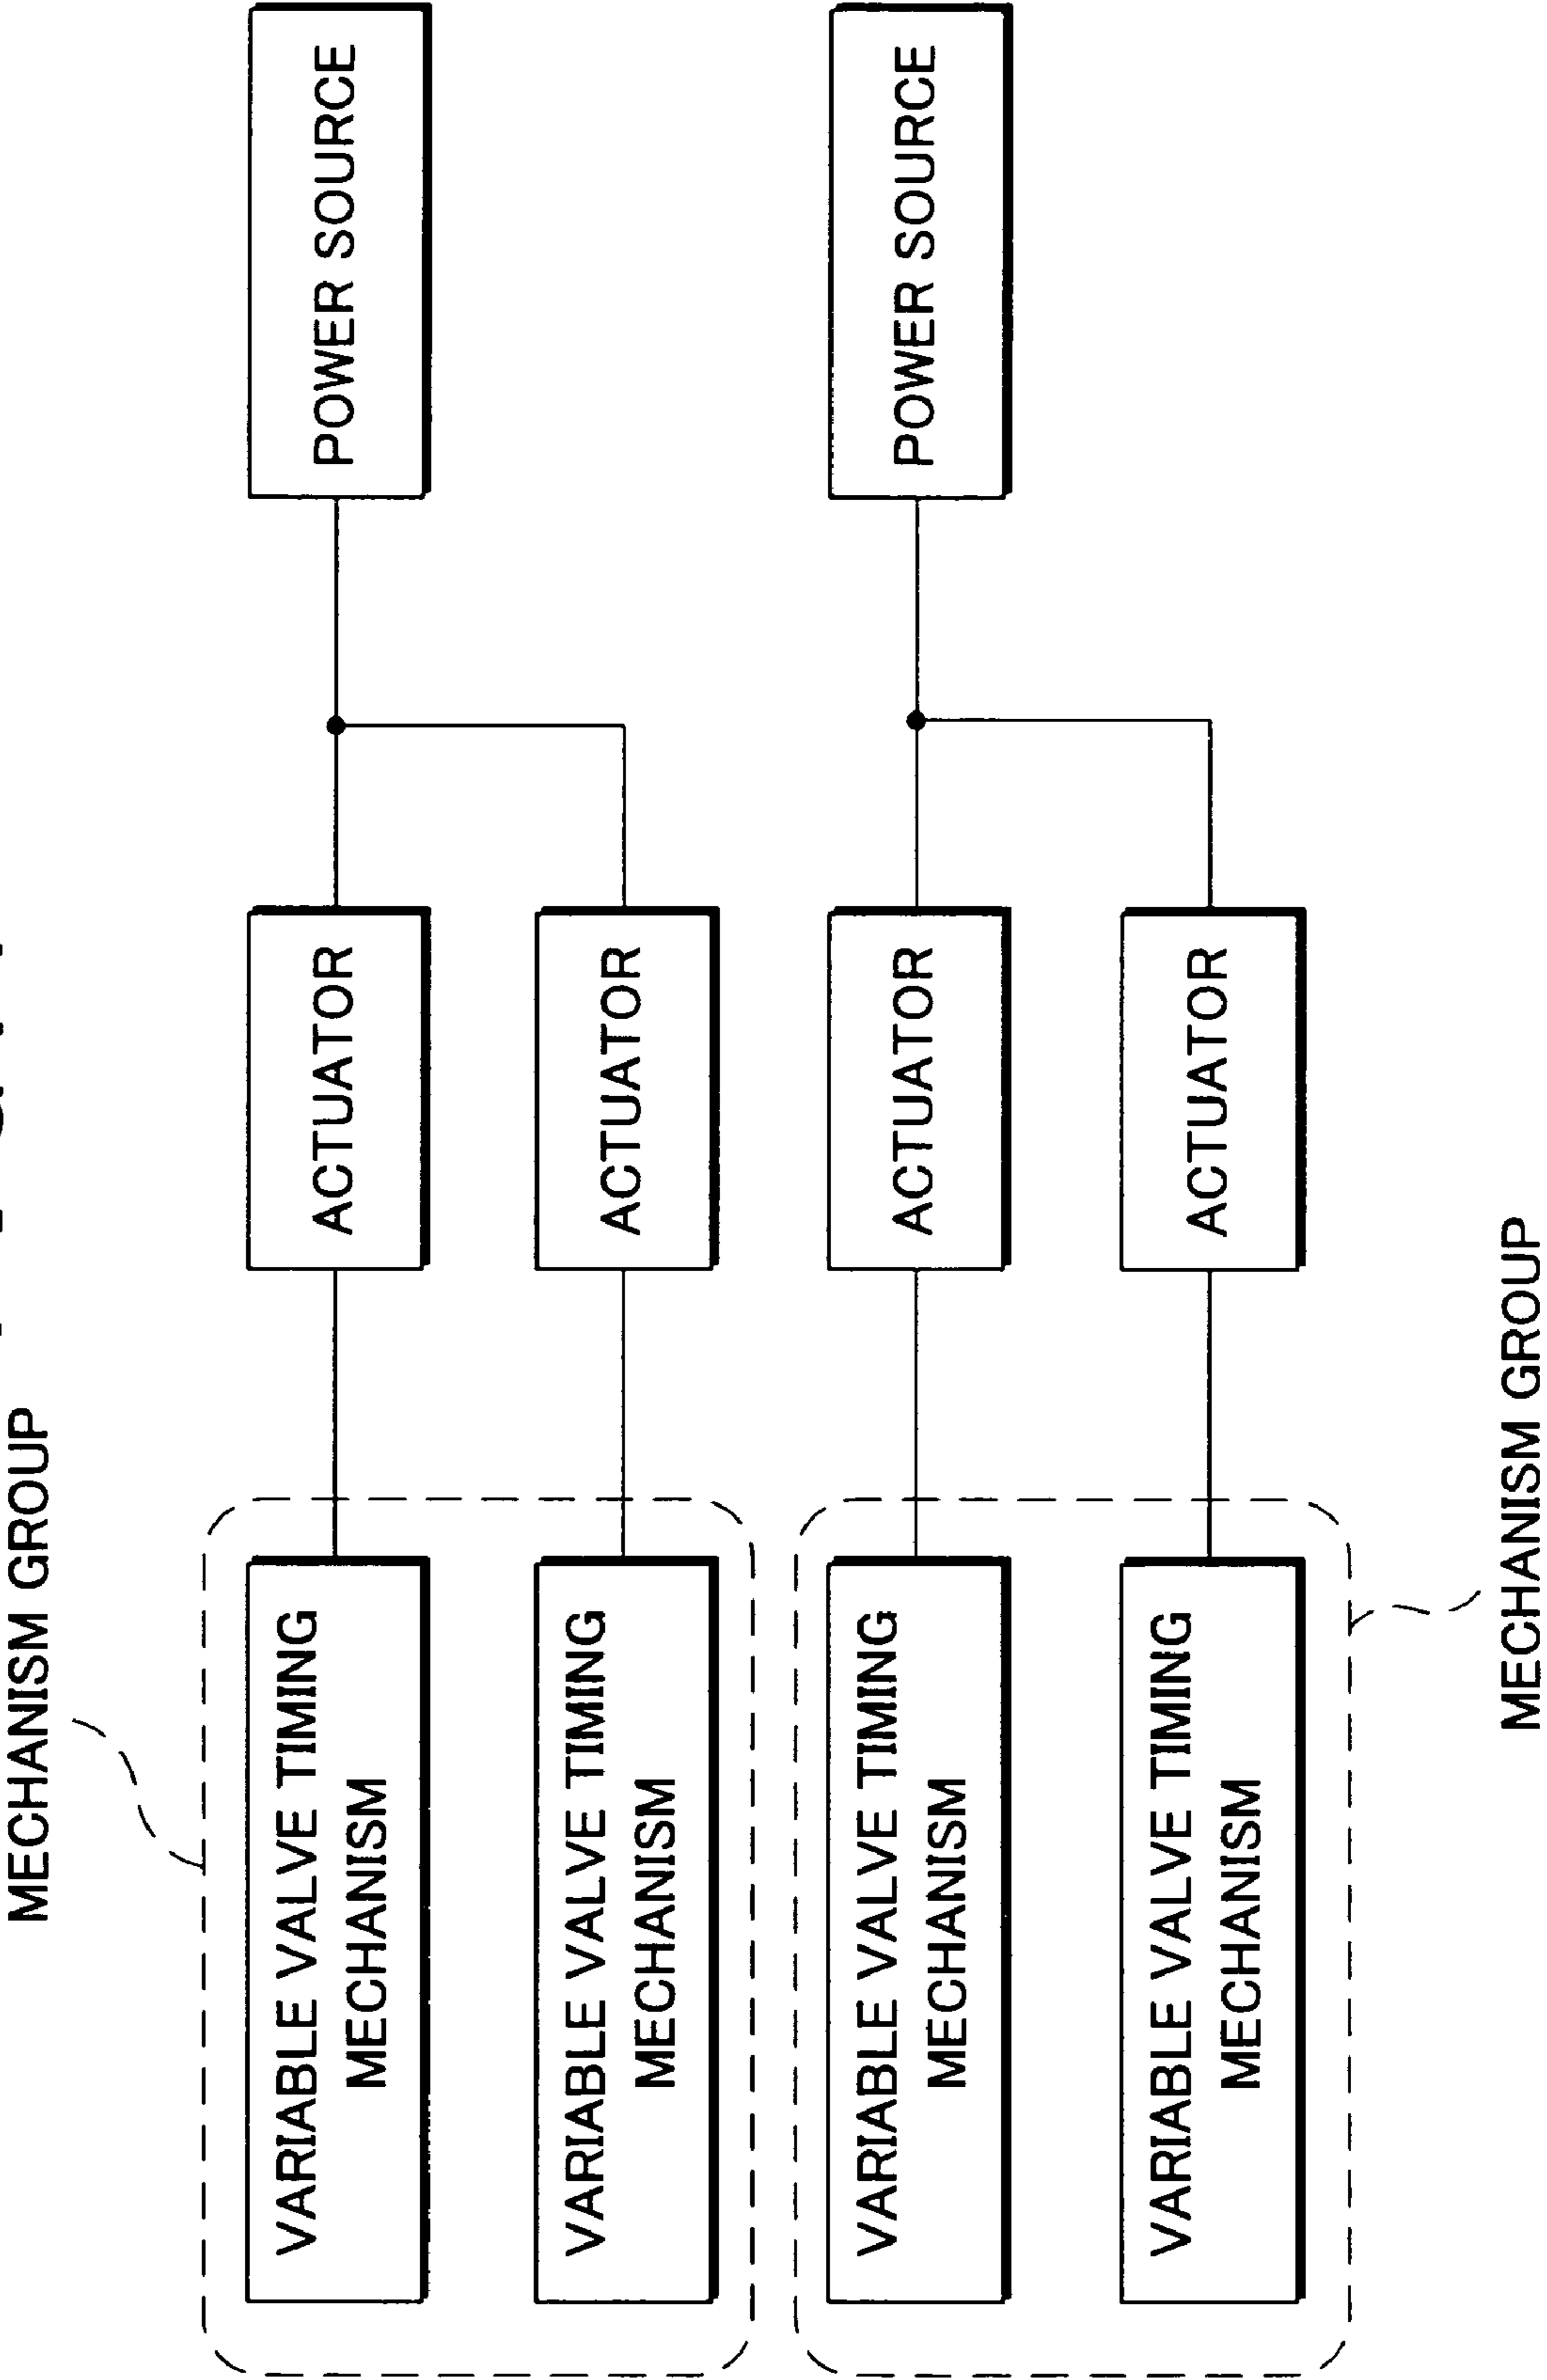 MECHANISM GROUP
VARIABLE VALVE TIMING
MECHANISM
ACTUATOR
POWER SOURCE
VARIABLE VALVE TIMING
MECHANISM
ACTUATOR
VARIABLE VALVE TIMING
MECHANISM
ACTUATOR
POWER SOURCE
VARIABLE VALVE TIMING
MECHANISM
ACTUATOR
MECHANISM GROUP